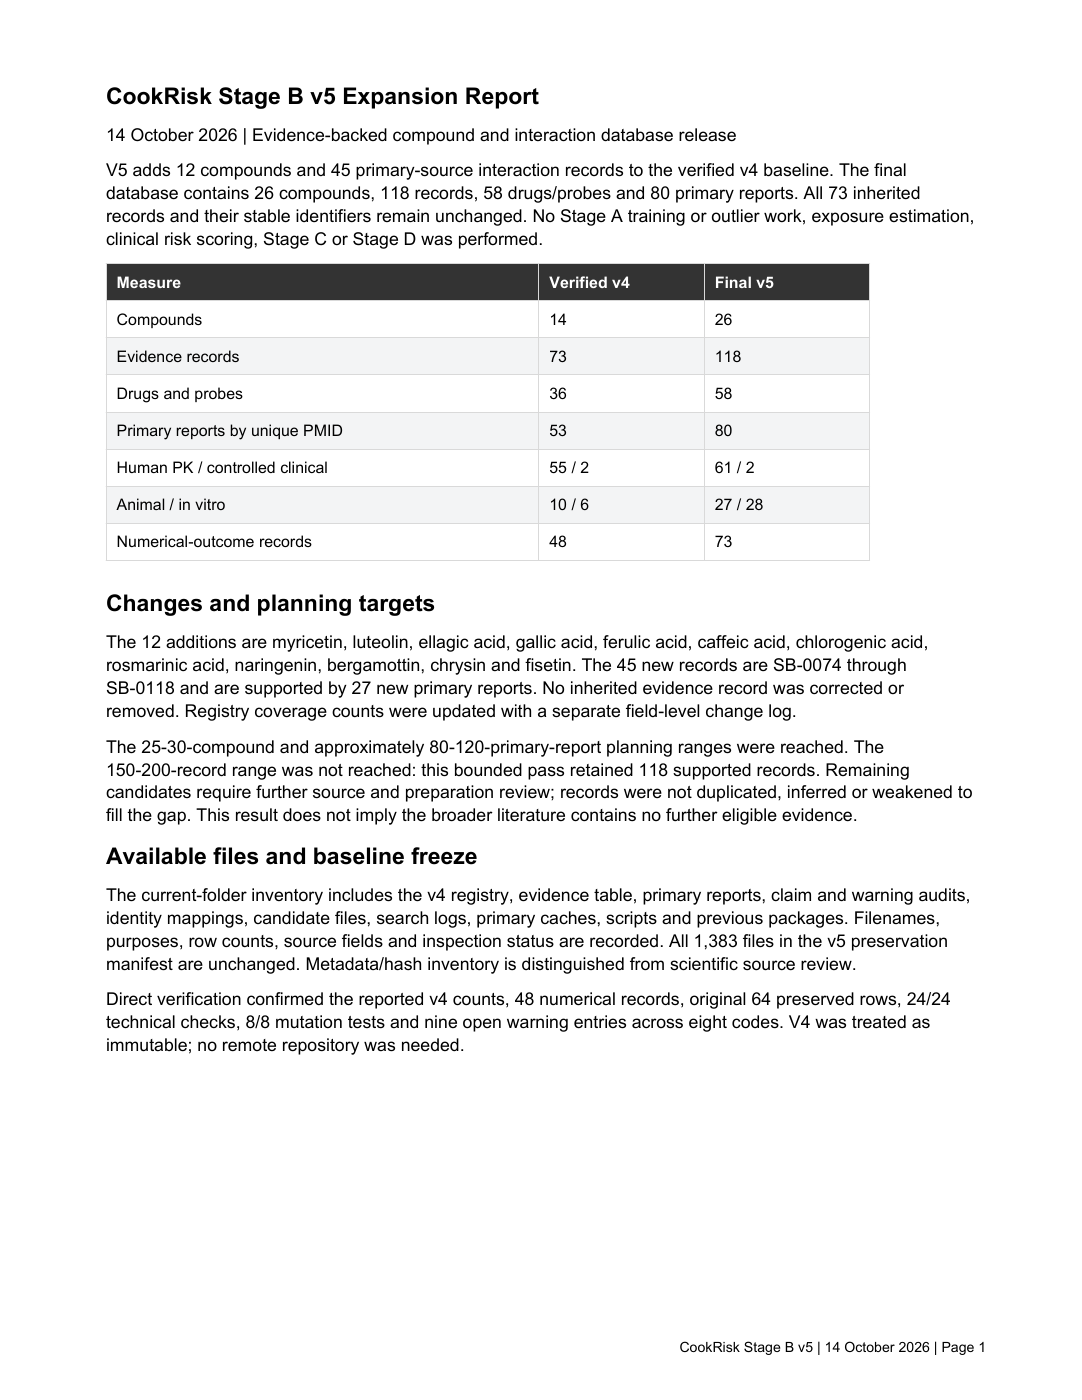 CookRisk Stage B v5 Expansion Report
14 October 2026 | Evidence-backed compound and interaction database release
V5 adds 12 compounds and 45 primary-source interaction records to the verified v4 baseline. The final
database contains 26 compounds, 118 records, 58 drugs/probes and 80 primary reports. All 73 inherited
records and their stable identifiers remain unchanged. No Stage A training or outlier work, exposure estimation,
clinical risk scoring, Stage C or Stage D was performed.
Measure Verified v4 Final v5
Compounds 14 26
Evidence records 73 118
Drugs and probes 36 58
Primary reports by unique PMID 53 80
Human PK / controlled clinical 55 / 2 61 / 2
Animal / in vitro 10 / 6 27 / 28
Numerical-outcome records 48 73
Changes and planning targets
The 12 additions are myricetin, luteolin, ellagic acid, gallic acid, ferulic acid, caffeic acid, chlorogenic acid,
rosmarinic acid, naringenin, bergamottin, chrysin and fisetin. The 45 new records are SB-0074 through
SB-0118 and are supported by 27 new primary reports. No inherited evidence record was corrected or
removed. Registry coverage counts were updated with a separate field-level change log.
The 25-30-compound and approximately 80-120-primary-report planning ranges were reached. The
150-200-record range was not reached: this bounded pass retained 118 supported records. Remaining
candidates require further source and preparation review; records were not duplicated, inferred or weakened to
fill the gap. This result does not imply the broader literature contains no further eligible evidence.
Available files and baseline freeze
The current-folder inventory includes the v4 registry, evidence table, primary reports, claim and warning audits,
identity mappings, candidate files, search logs, primary caches, scripts and previous packages. Filenames,
purposes, row counts, source fields and inspection status are recorded. All 1,383 files in the v5 preservation
manifest are unchanged. Metadata/hash inventory is distinguished from scientific source review.
Direct verification confirmed the reported v4 counts, 48 numerical records, original 64 preserved rows, 24/24
technical checks, 8/8 mutation tests and nine open warning entries across eight codes. V4 was treated as
immutable; no remote repository was needed.
CookRisk Stage B v5 | 14 October 2026 | Page 1